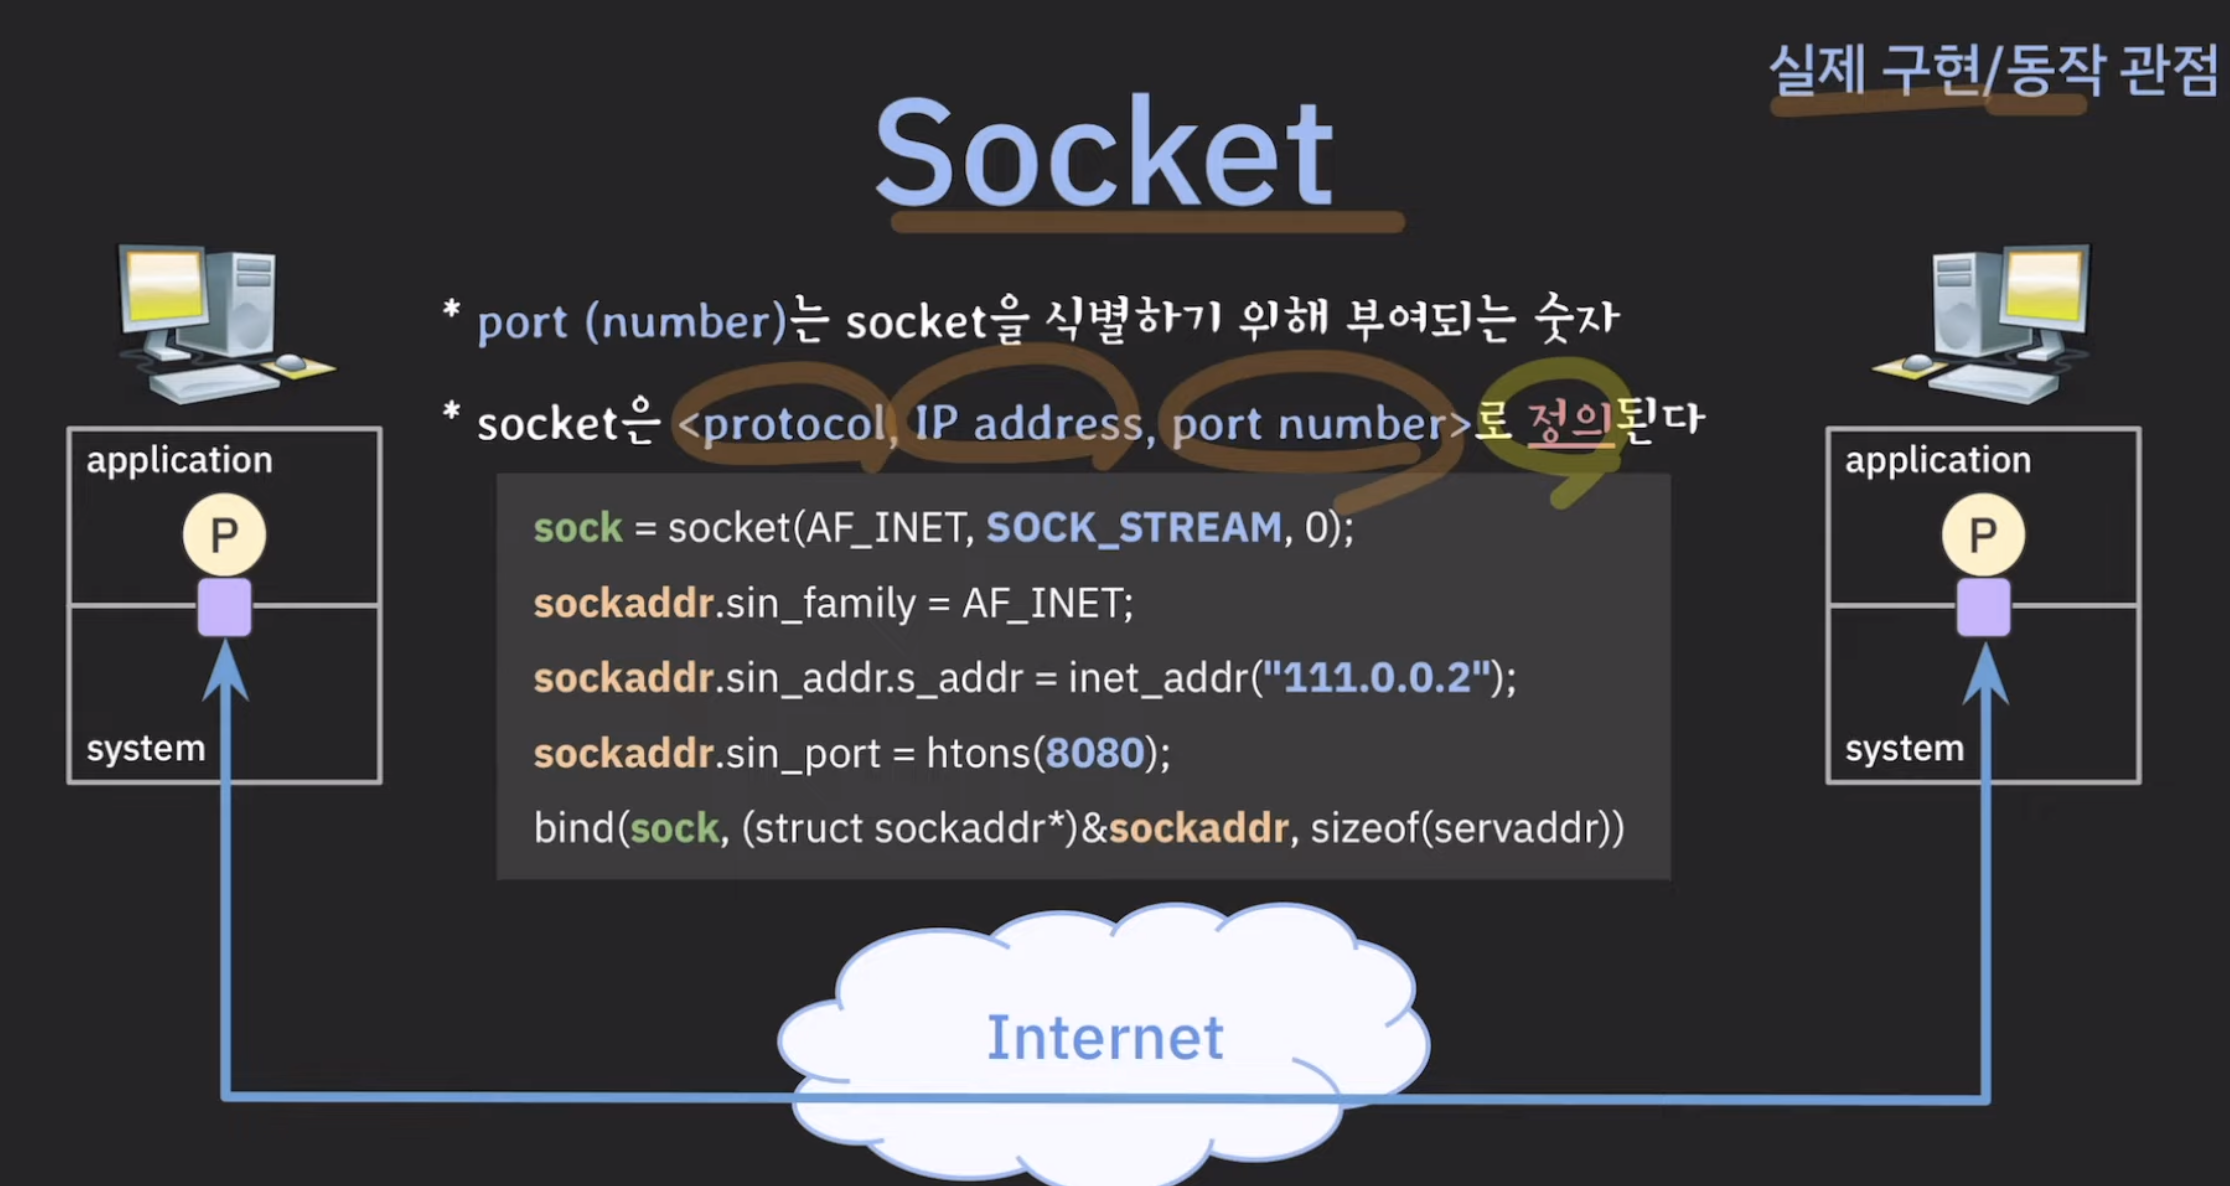 실제 구현/동작 관점
Socket
* port (number)는 socket을 식별하기 위해 부여되는 숫자
* socket은 <protocol, IP address, port number>로 정의된다
application
P
system
sock = socket(AF_INET, SOCK_STREAM, 0);
sockaddr.sin_family = AF_INET;
sockaddr.sin_addr.s_addr = inet_addr("111.0.0.2");
sockaddr.sin_port = htons(8080);
bind(sock, (struct sockaddr*)&sockaddr, sizeof(servaddr))
application
P
system
Internet